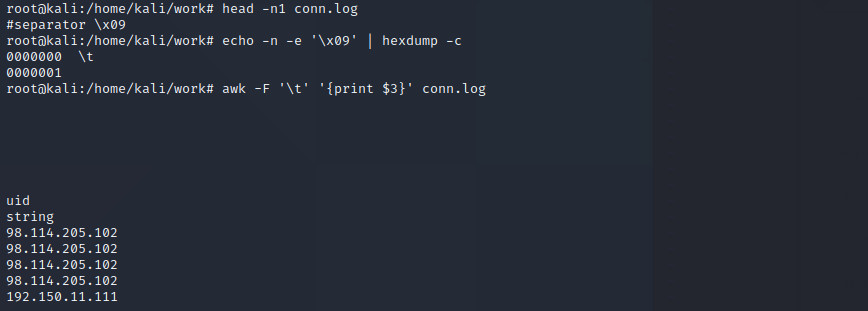 root@kali:/home/kali/work# head -n1 conn.log
#separator \x09
root@kali:/home/kali/work# echo -n -e '\x09' | hexdump -c
0000000  \t
0000001
root@kali:/home/kali/work# awk -F '\t' '{print $3}' conn.log
uid
string
98.114.205.102
98.114.205.102
98.114.205.102
98.114.205.102
192.150.11.111